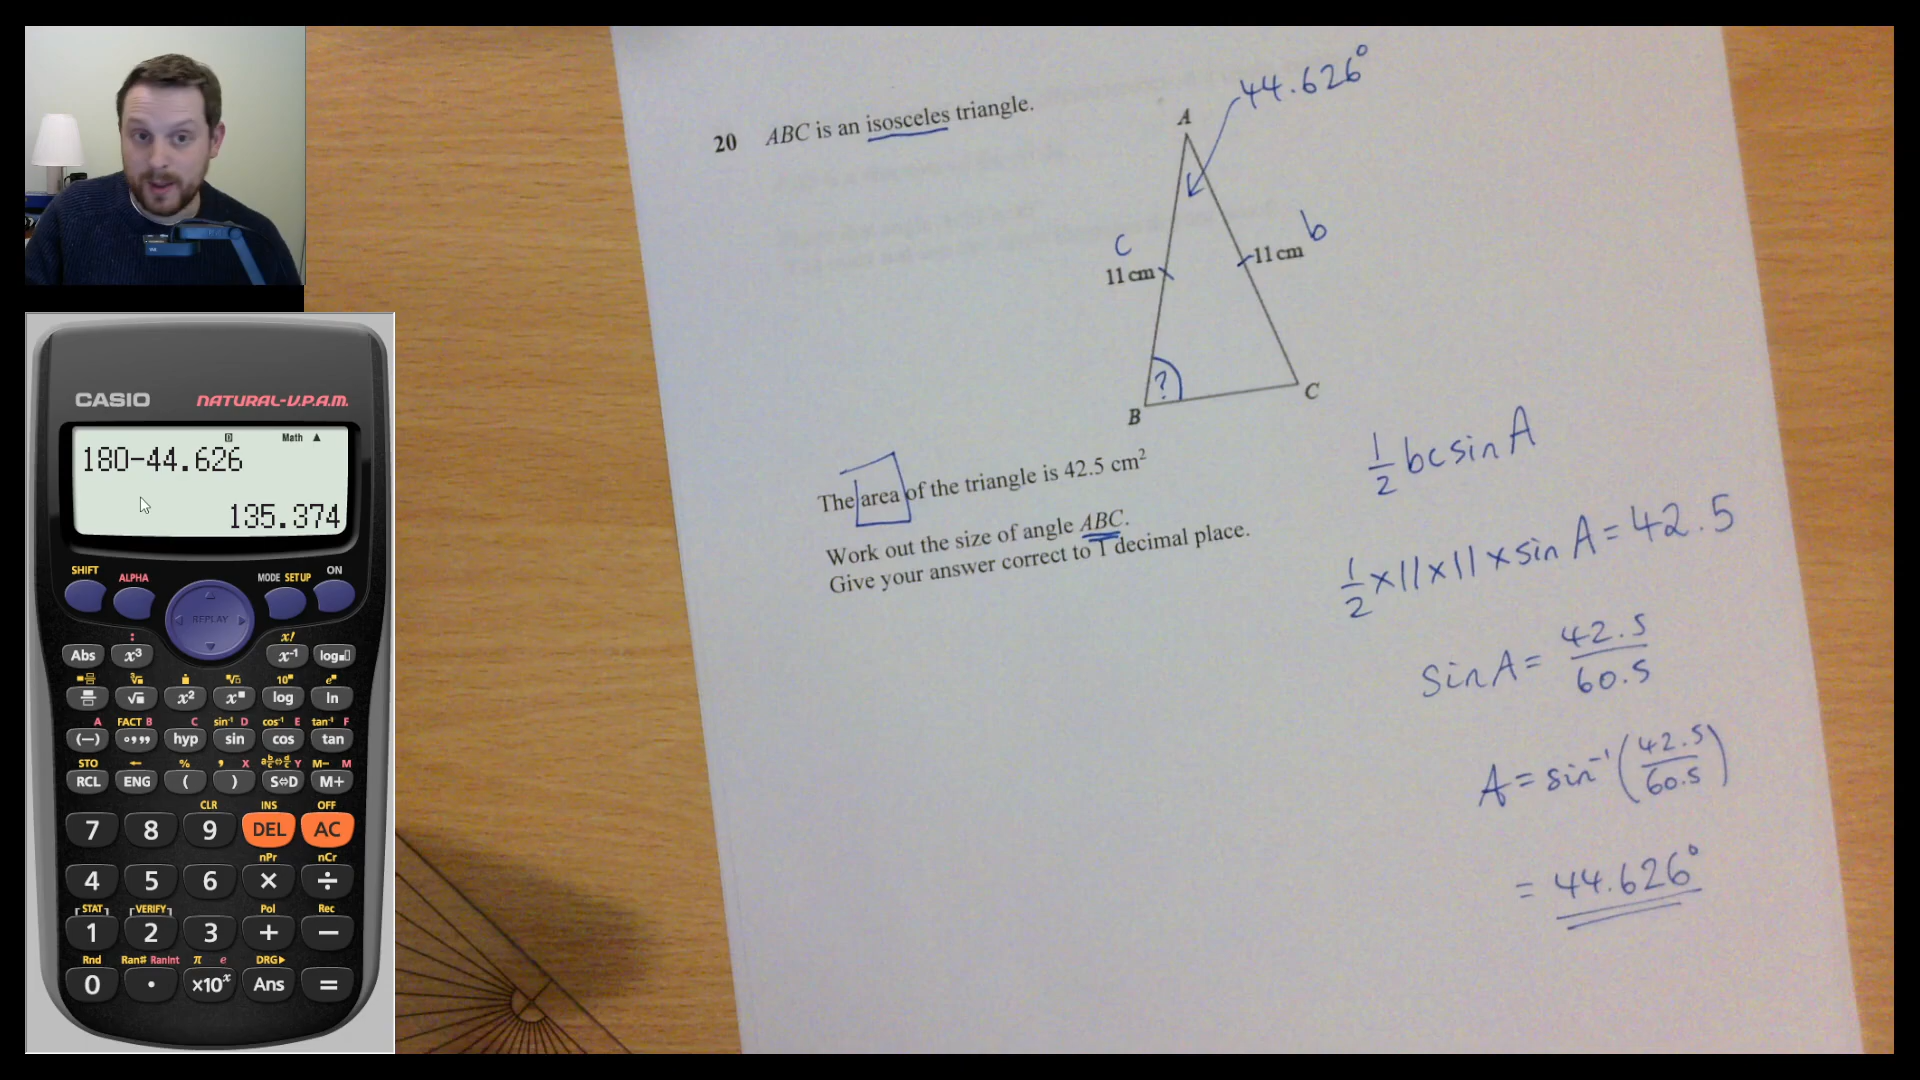 20 ABC is an isosceles triangle.
44.626°
A
c
b
11 cm
11 cm
?
B
C
The area of the triangle is 42.5 cm²
Work out the size of angle ABC.
Give your answer correct to 1 decimal place.
1/2 bc sin A
1/2 × 11 × 11 × sin A = 42.5
sin A = 42.5/60.5
A = sin⁻¹(42.5/60.5)
= 44.626°
CASIO NATURAL-V.P.A.M.
D Math ▲
180-44.626
135.374
SHIFT ALPHA MODE SETUP ON
REPLAY
: x!
Abs x³ x⁻¹ log
10 e
√ x² x log ln
A FACT B C sin⁻¹ D cos⁻¹ E tan⁻¹ F
(−) hyp sin cos tan
STO ← % , X Y M− M
RCL ENG ( ) S⇔D M+
CLR INS OFF
7 8 9 DEL AC
nPr nCr
4 5 6 × ÷
STAT VERIFY Pol Rec
1 2 3 + −
Rnd Ran# RanInt π e DRG▶
0 · ×10ˣ Ans =